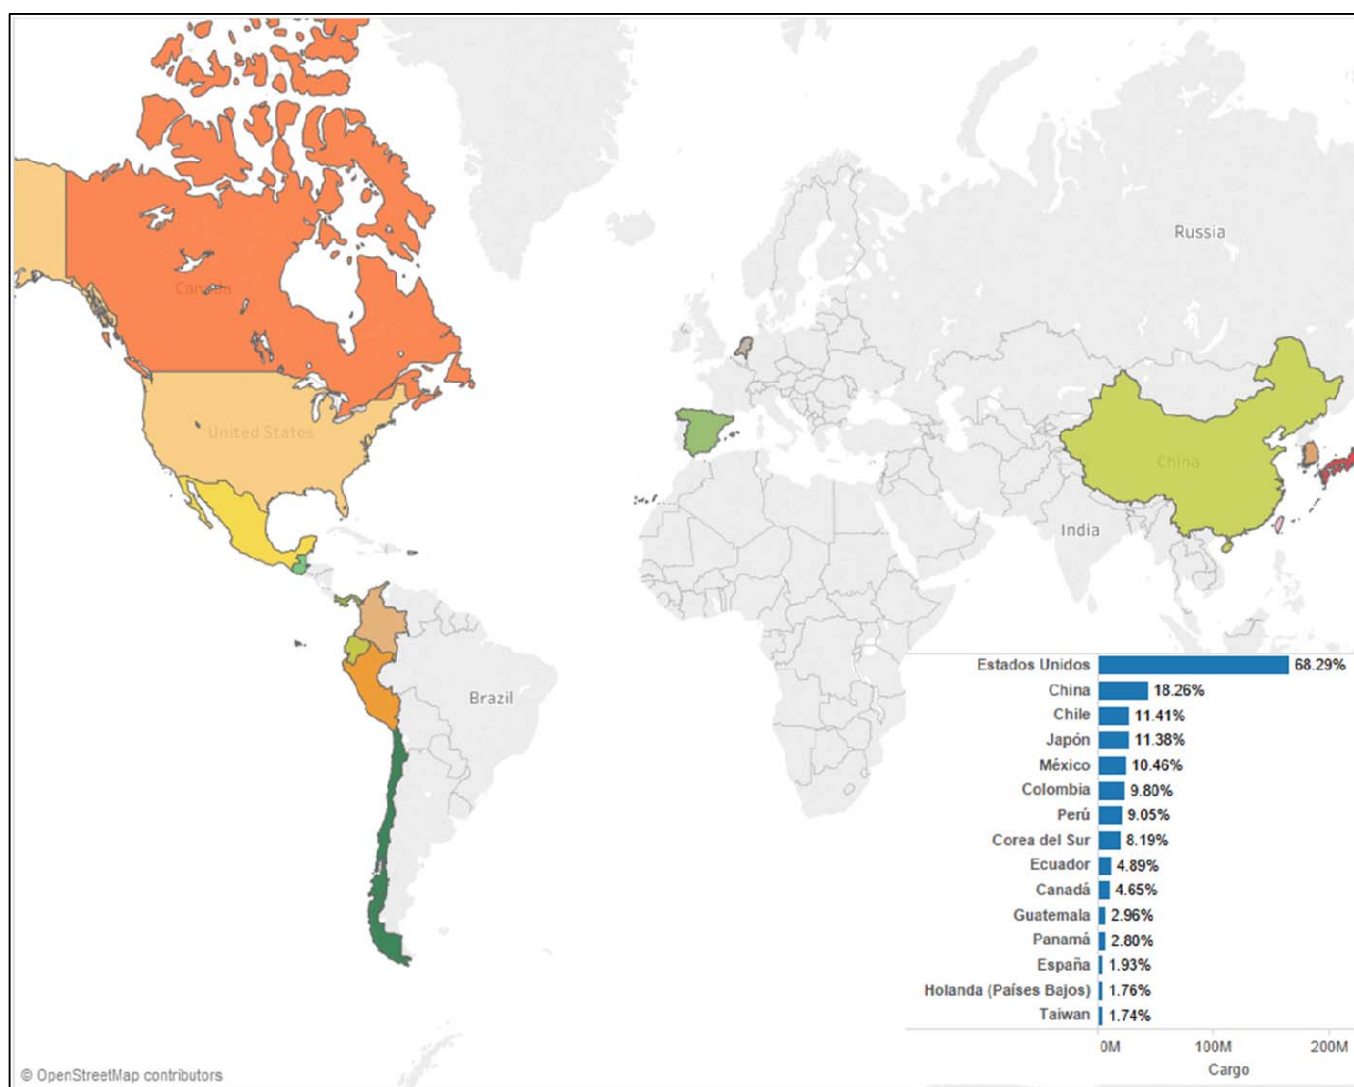 Canada
Russia
United States
China
India
Brazil
Estados Unidos 68.29%
China 18.26%
Chile 11.41%
Japón 11.38%
México 10.46%
Colombia 9.80%
Perú 9.05%
Corea del Sur 8.19%
Ecuador 4.89%
Canadá 4.65%
Guatemala 2.96%
Panamá 2.80%
España 1.93%
Holanda (Países Bajos) 1.76%
Taiwan 1.74%
0M 100M 200M
Cargo
© OpenStreetMap contributors